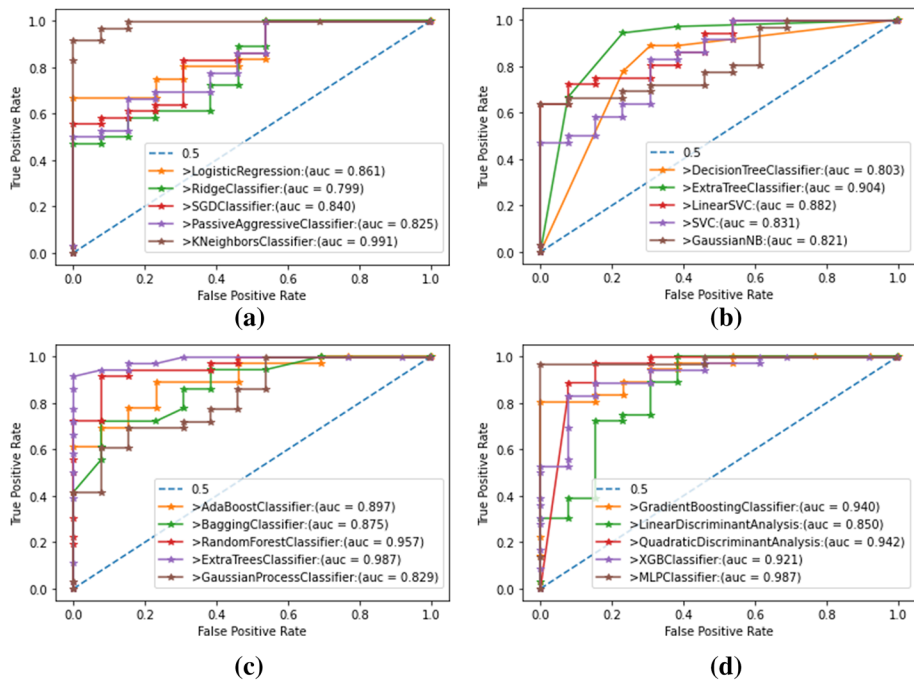 1.0
0.8
0.6
0.4
0.2
0.0
True Positive Rate
0.5
>LogisticRegression:(auc = 0.861)
>RidgeClassifier:(auc = 0.799)
>SGDClassifier:(auc = 0.840)
>PassiveAggressiveClassifier:(auc = 0.825)
>KNeighborsClassifier:(auc = 0.991)
0.0 0.2 0.4 0.6 0.8 1.0
False Positive Rate
(a)
1.0
0.8
0.6
0.4
0.2
0.0
True Positive Rate
0.5
>DecisionTreeClassifier:(auc = 0.803)
>ExtraTreeClassifier:(auc = 0.904)
>LinearSVC:(auc = 0.882)
>SVC:(auc = 0.831)
>GaussianNB:(auc = 0.821)
0.0 0.2 0.4 0.6 0.8 1.0
False Positive Rate
(b)
1.0
0.8
0.6
0.4
0.2
0.0
True Positive Rate
0.5
>AdaBoostClassifier:(auc = 0.897)
>BaggingClassifier:(auc = 0.875)
>RandomForestClassifier:(auc = 0.957)
>ExtraTreesClassifier:(auc = 0.987)
>GaussianProcessClassifier:(auc = 0.829)
0.0 0.2 0.4 0.6 0.8 1.0
False Positive Rate
(c)
1.0
0.8
0.6
0.4
0.2
0.0
True Positive Rate
0.5
>GradientBoostingClassifier:(auc = 0.940)
>LinearDiscriminantAnalysis:(auc = 0.850)
>QuadraticDiscriminantAnalysis:(auc = 0.942)
>XGBClassifier:(auc = 0.921)
>MLPClassifier:(auc = 0.987)
0.0 0.2 0.4 0.6 0.8 1.0
False Positive Rate
(d)